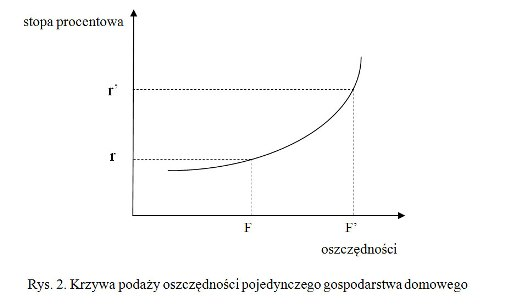 stopa procentowa
r’
r
F
F’
oszczędności
Rys. 2. Krzywa podaży oszczędności pojedynczego gospodarstwa domowego